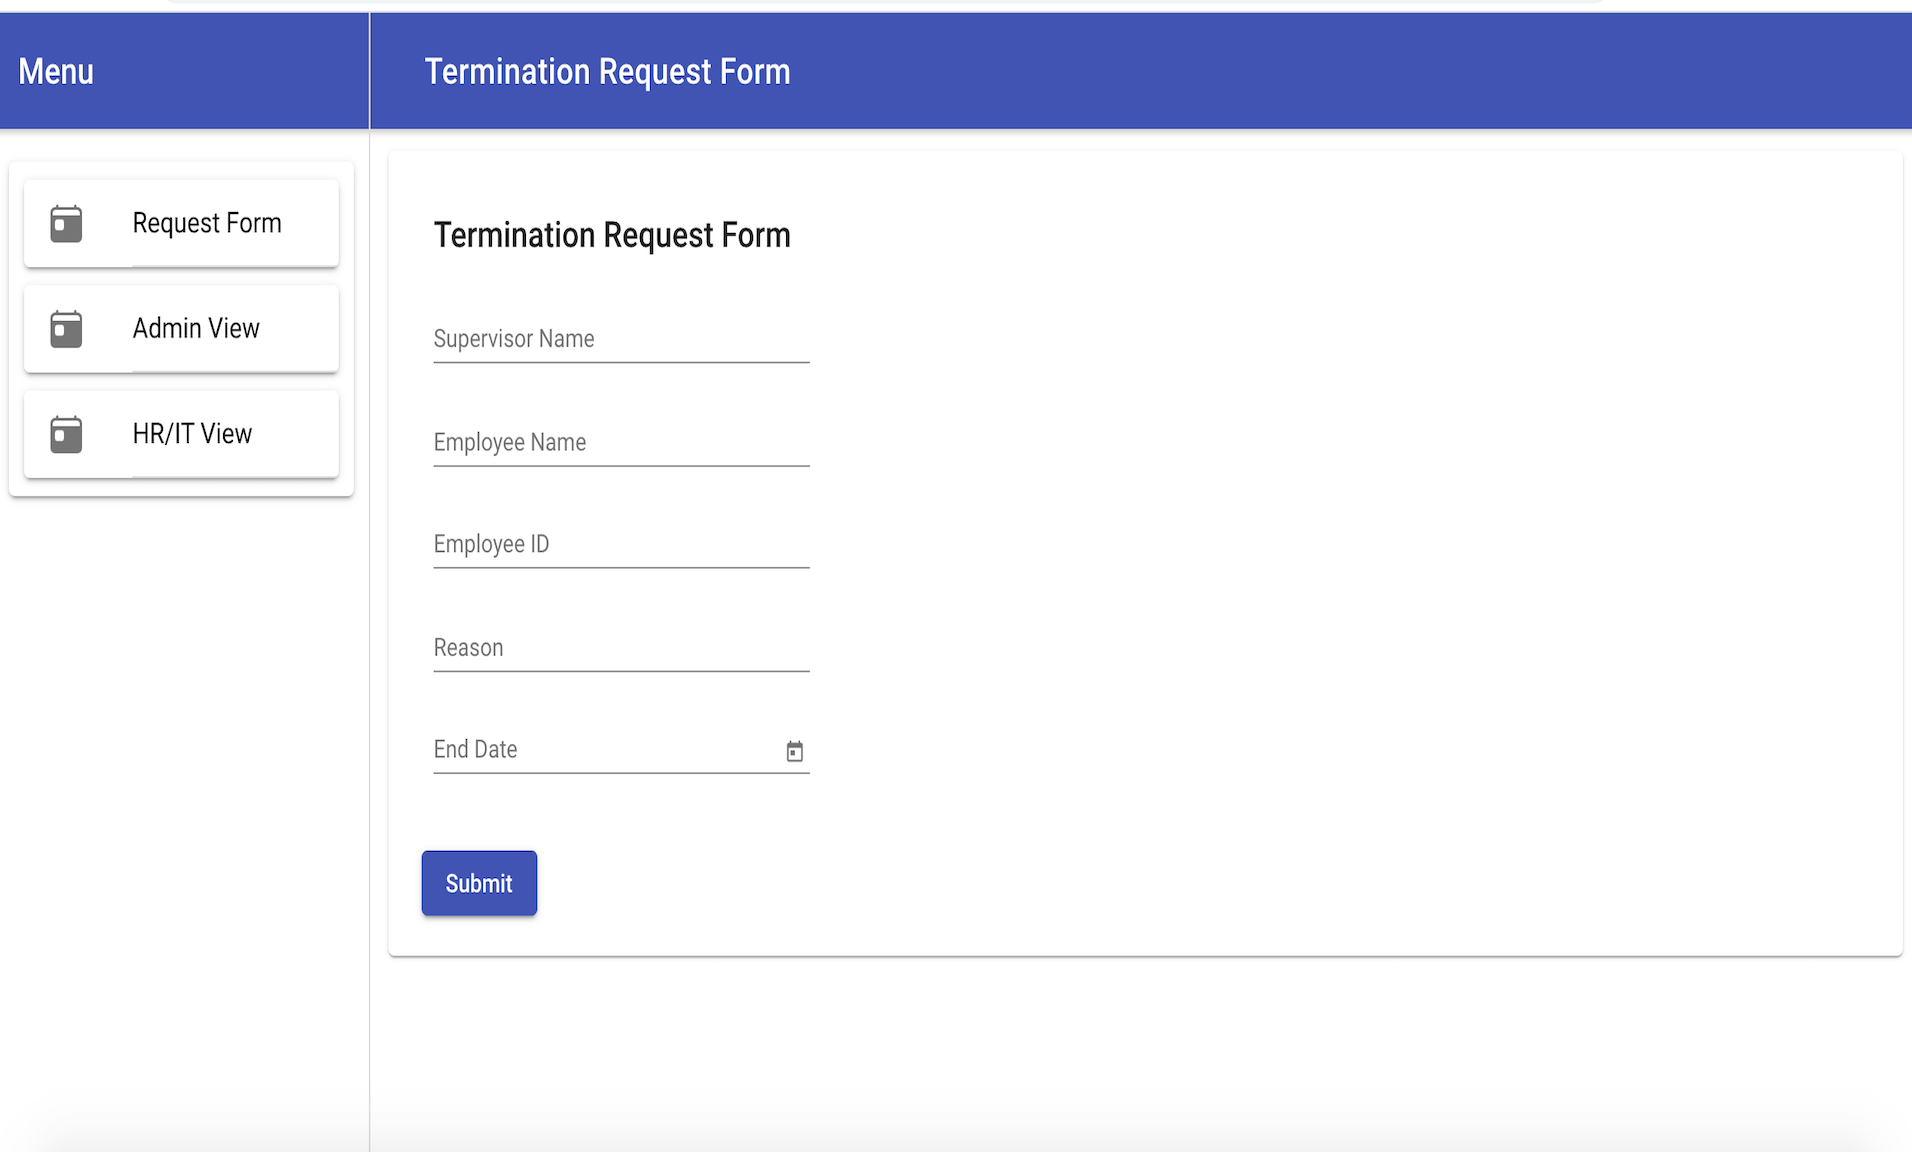 Menu
Termination Request Form
Request Form
Admin View
HR/IT View
Termination Request Form
Supervisor Name
Employee Name
Employee ID
Reason
End Date
Submit